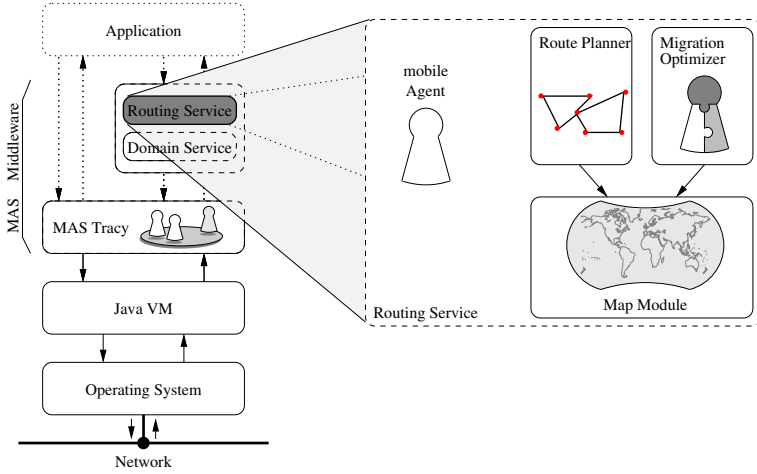 Application
MAS Middleware
Routing Service
Domain Service
MAS Tracy
Java VM
Operating System
Network
mobile
Agent
Routing Service
Route Planner
Migration
Optimizer
Map Module